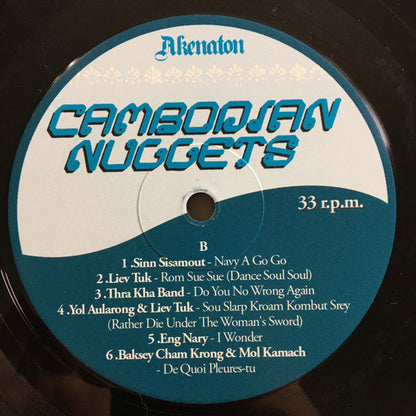 Akenaton
CAMBODIAN
NUGGETS
33 r.p.m.
B
1 .Sinn Sisamout - Navy A Go Go
2. Liev Tuk - Rom Sue Sue (Dance Soul Soul)
3 .Thra Kha Band - Do You No Wrong Again
4 .Yol Aularong & Liev Tuk - Sou Slarp Kroam Kombut Srey
(Rather Die Under The Woman's Sword)
5 .Eng Nary - I Wonder
6 .Baksey Cham Krong & Mol Kamach
- De Quoi Pleures-tu